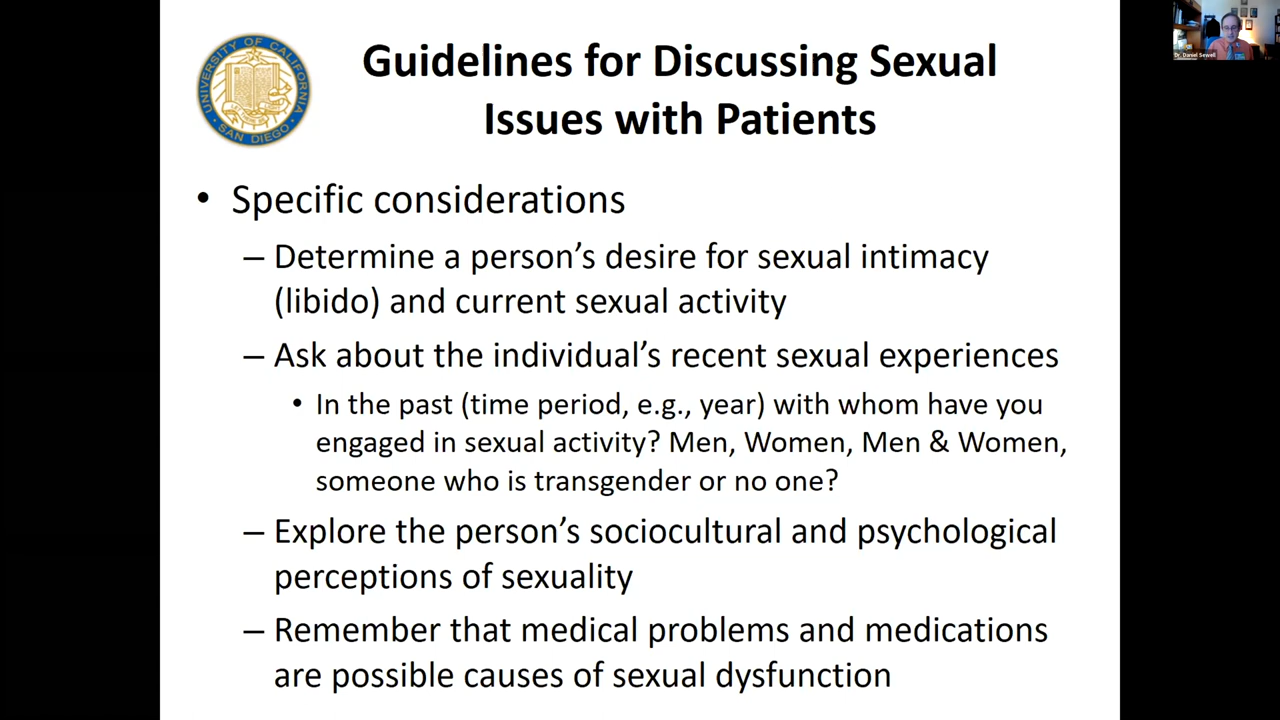 UNIVERSITY OF CALIFORNIA
SAN DIEGO
Guidelines for Discussing Sexual
Issues with Patients
• Specific considerations
– Determine a person’s desire for sexual intimacy
(libido) and current sexual activity
– Ask about the individual’s recent sexual experiences
• In the past (time period, e.g., year) with whom have you
engaged in sexual activity? Men, Women, Men & Women,
someone who is transgender or no one?
– Explore the person’s sociocultural and psychological
perceptions of sexuality
– Remember that medical problems and medications
are possible causes of sexual dysfunction
Dr. Daniel Sewell